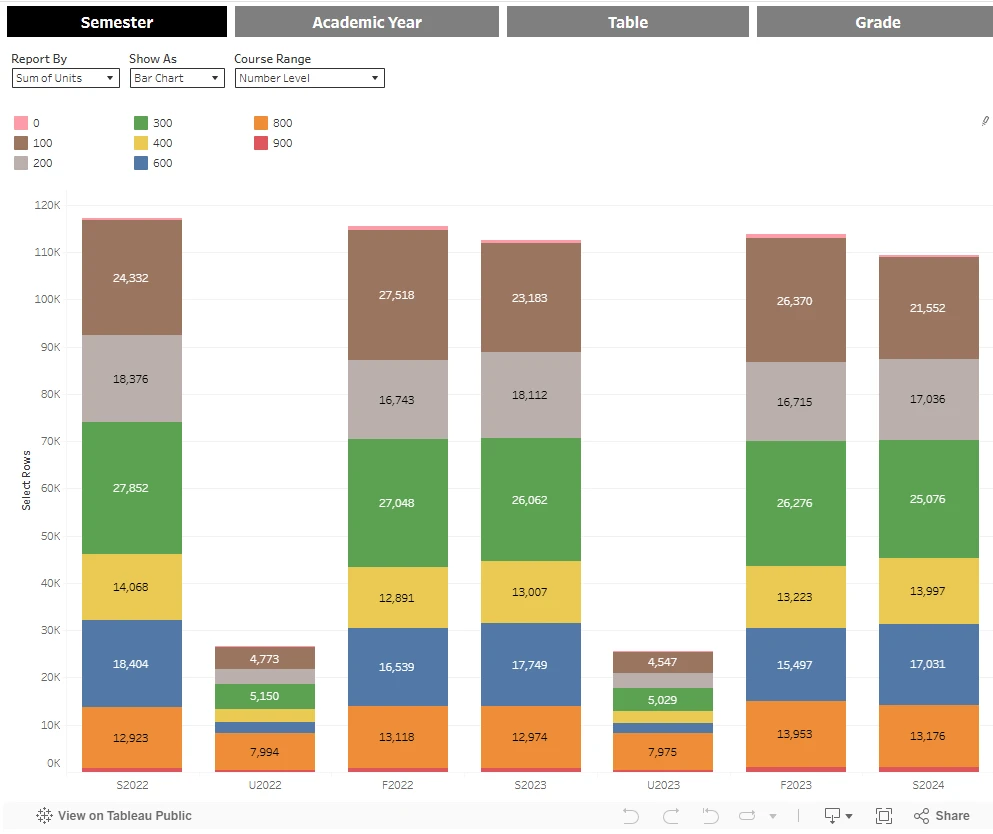 Semester Academic Year Table Grade
Report By Show As Course Range
Sum of Units Bar Chart Number Level
0 300 800
100 400 900
200 600
120K
110K
100K
90K
80K
70K
60K
50K
40K
30K
20K
10K
0K
Select Rows
24,332
18,376
27,852
14,068
18,404
12,923
4,773
5,150
7,994
27,518
16,743
27,048
12,891
16,539
13,118
23,183
18,112
26,062
13,007
17,749
12,974
4,547
5,029
7,975
26,370
16,715
26,276
13,223
15,497
13,953
21,552
17,036
25,076
13,997
17,031
13,176
S2022 U2022 F2022 S2023 U2023 F2023 S2024
View on Tableau Public Share